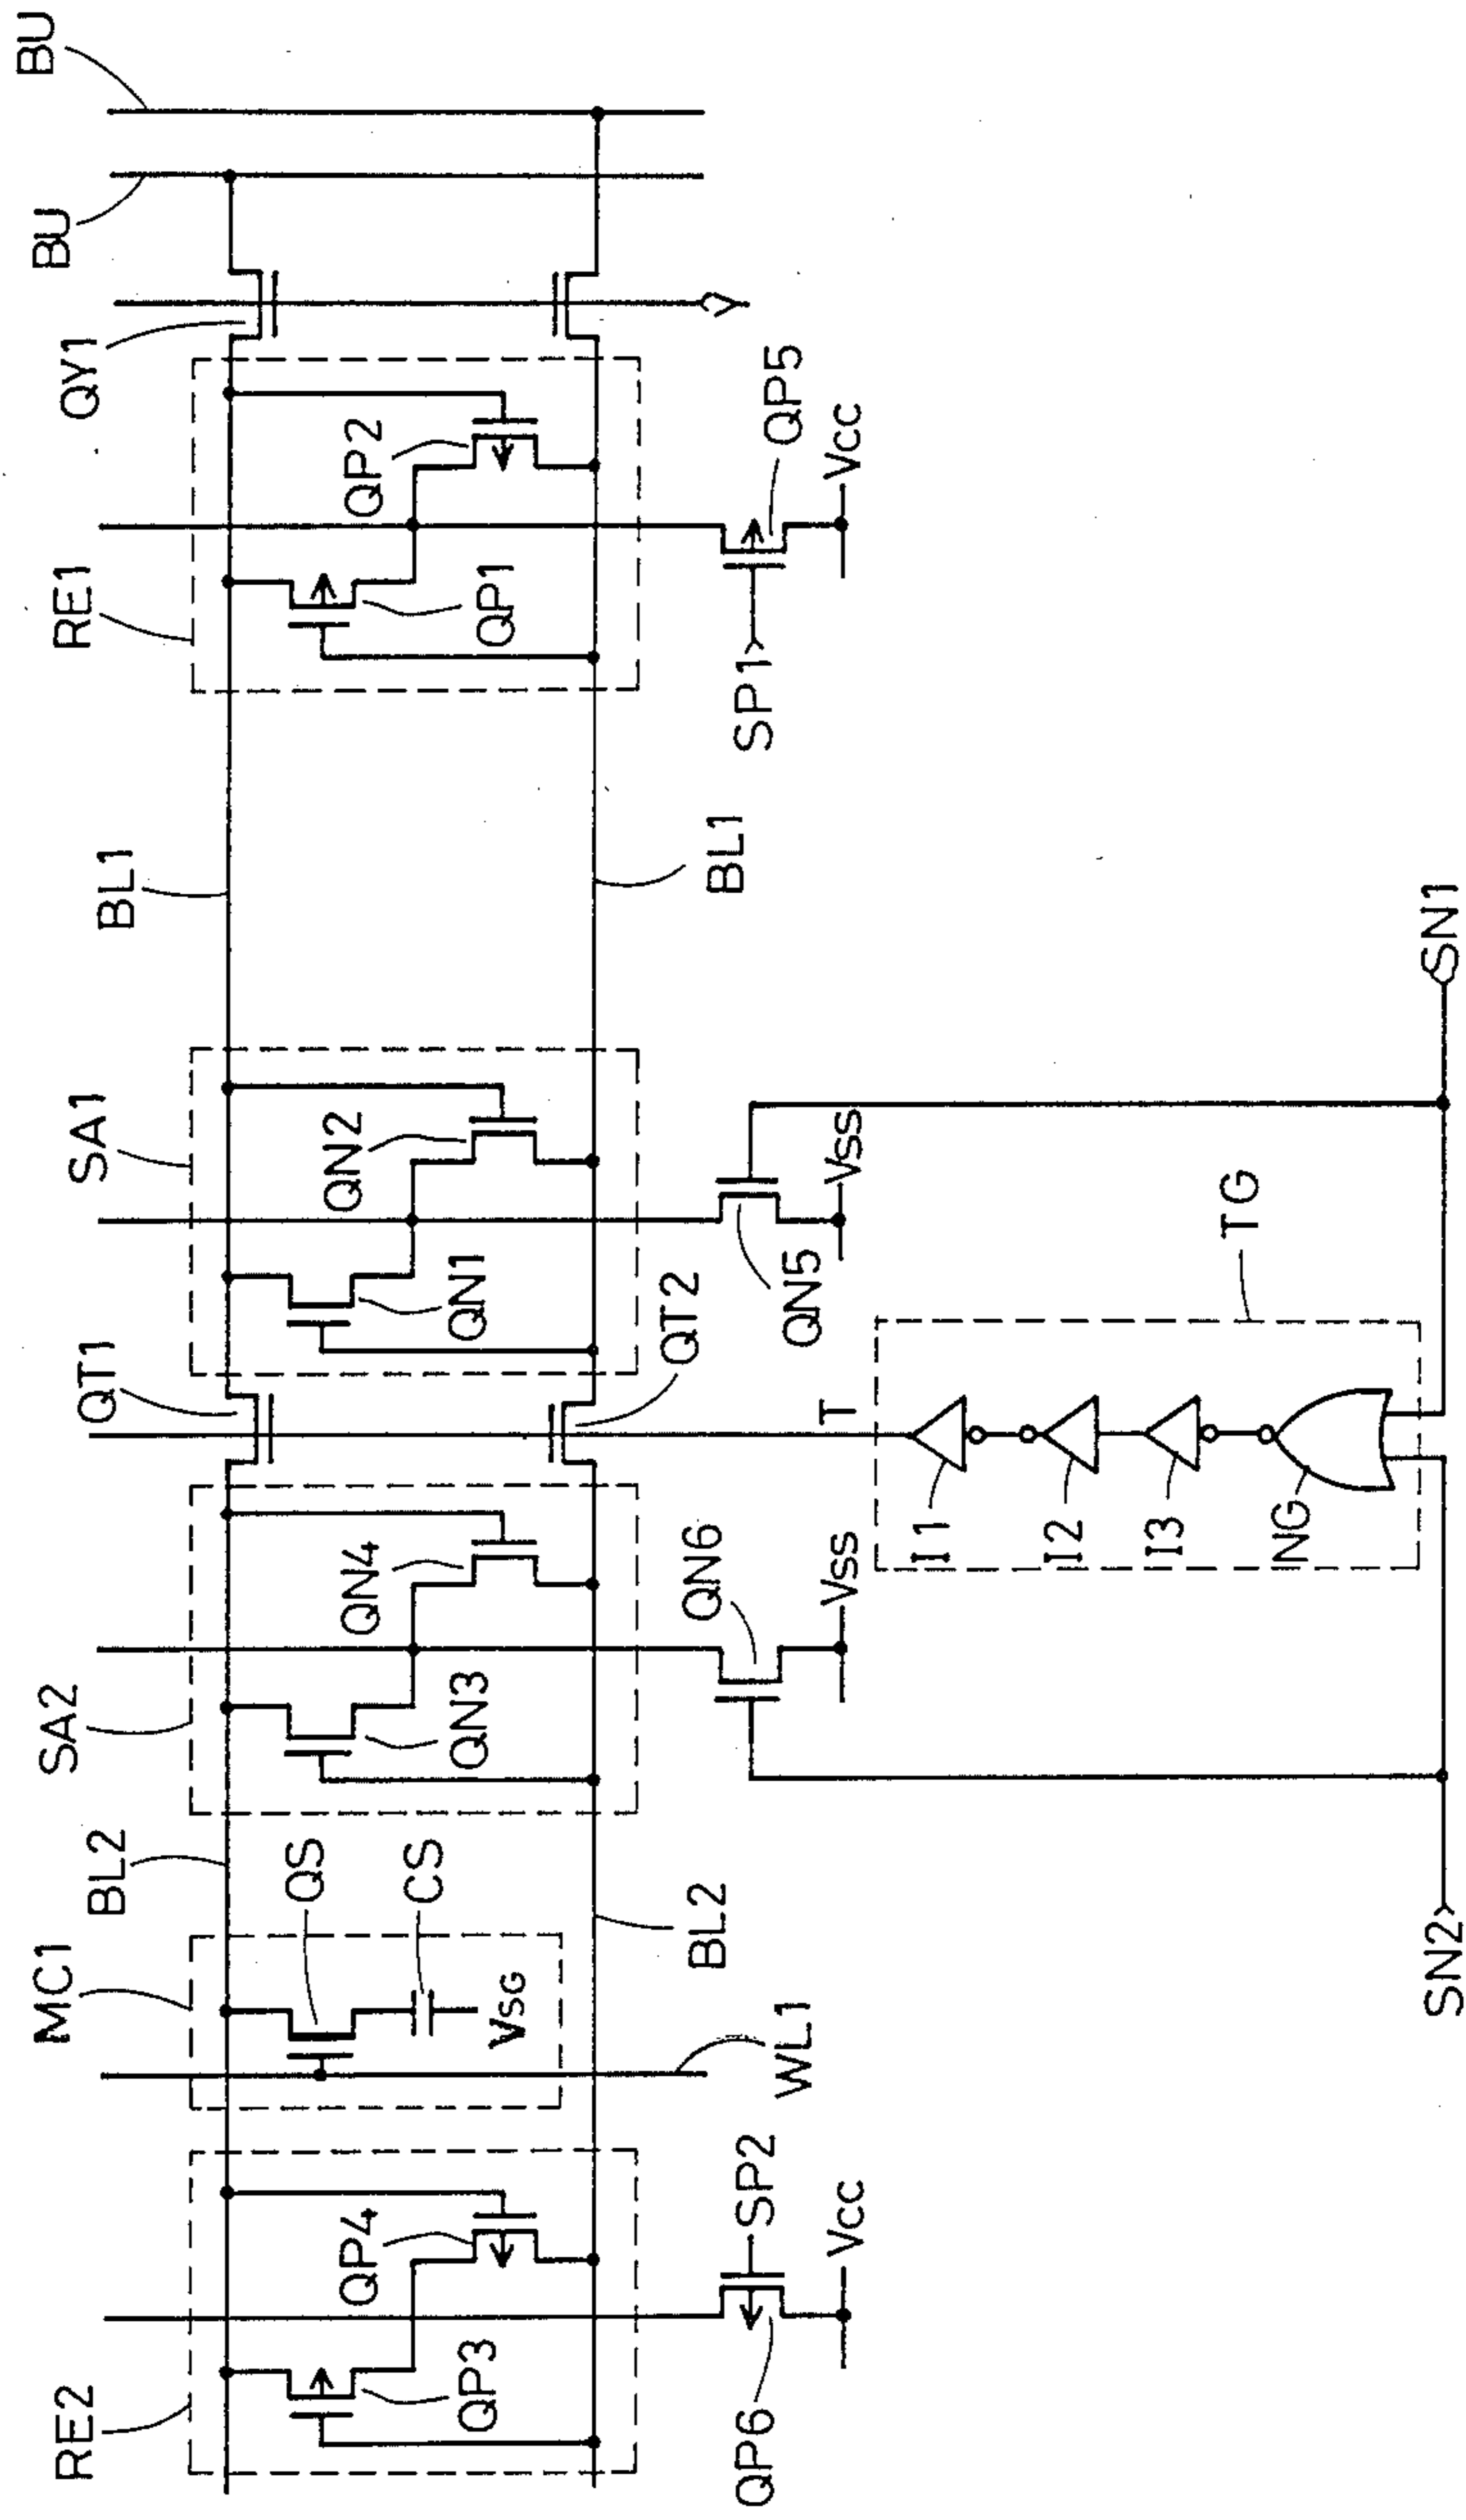 RE2
MC1
BL2
SA2
QT1
SA1
BL1
RE1
QY1
BU
BU
QP3
QP4
QS
CS
VSG
QN3
QN4
QN1
QN2
QP1
QP2
QP6
SP2
Vcc
WL1
BL2
QN6
Vss
QT2
QN5
Vss
BL1
SP1
QP5
Vcc
Y
T
I1
I2
I3
NG
TG
SN2
SN1